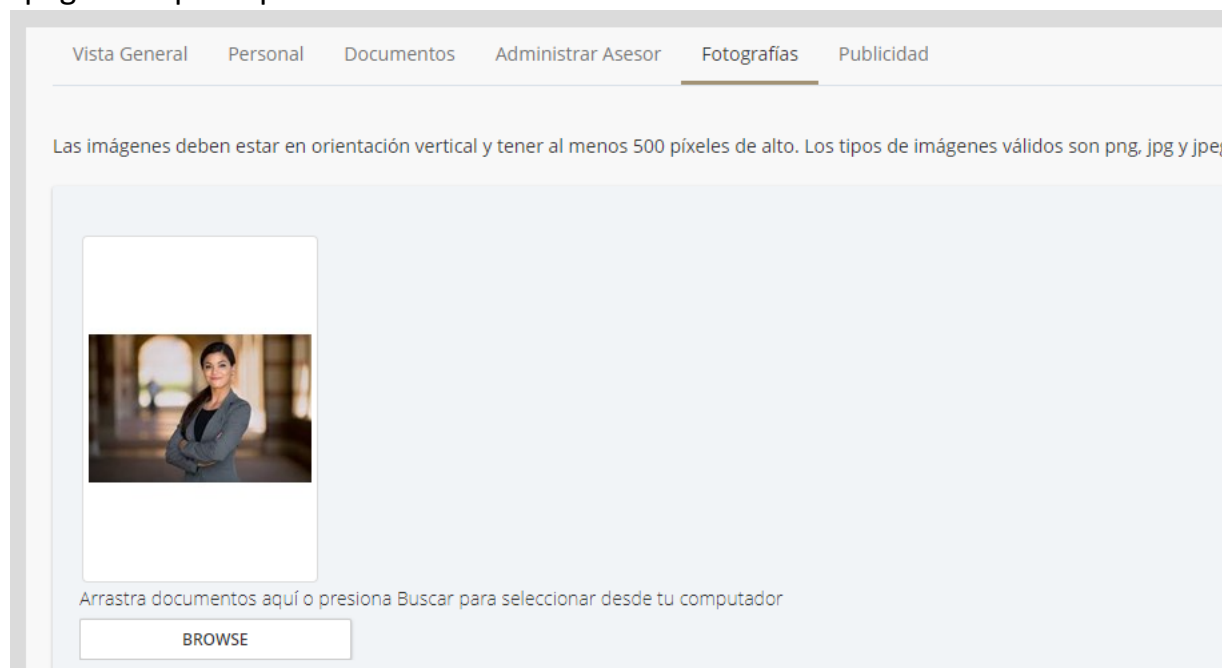 Vista General Personal Documentos Administrar Asesor Fotografías Publicidad
Las imágenes deben estar en orientación vertical y tener al menos 500 píxeles de alto. Los tipos de imágenes válidos son png, jpg y
Arrastra documentos aquí o presiona Buscar para seleccionar desde tu computador
BROWSE